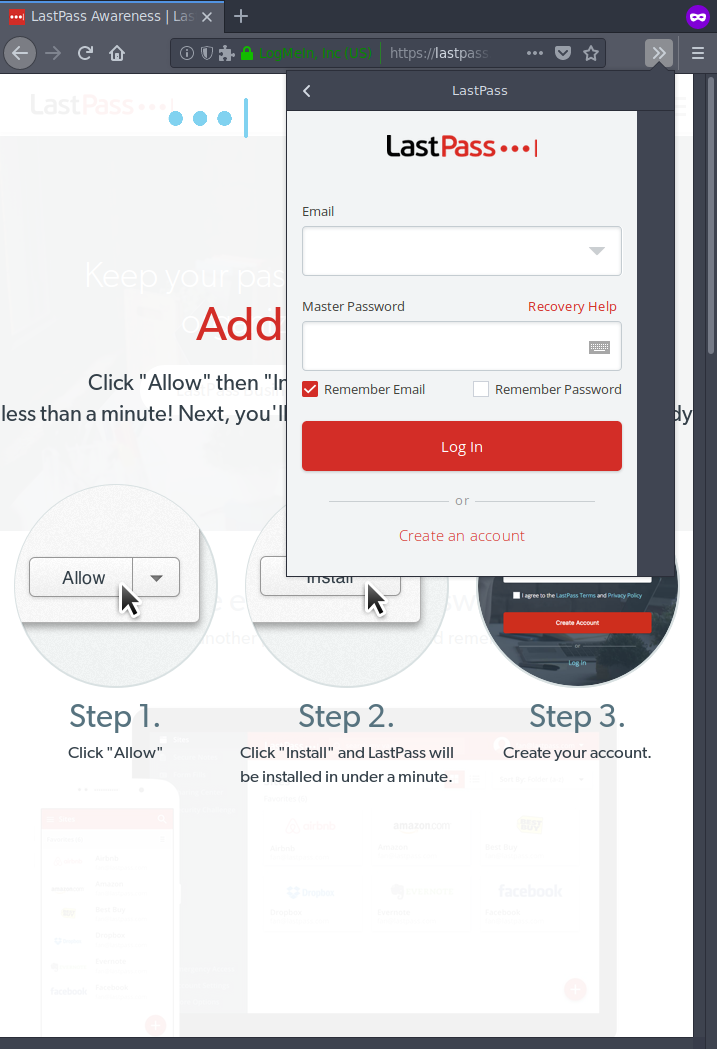 LastPass Awareness | Las
LogMeIn, Inc (US)
https://lastpass
LastPass
LastPass
LastPass
Email
Master Password
Recovery Help
Remember Email
Remember Password
Log In
or
Create an account
Keep your pas
Add
Click "Allow" then "In
less than a minute! Next, you'll
dy
Allow
Install
I agree to the LastPass Terms and Privacy Policy
Create Account
or
Log In
Step 1.
Step 2.
Step 3.
Click "Allow"
Click "Install" and LastPass will
be installed in under a minute.
Create your account.
airbnb
amazon.com
Dropbox
facebook